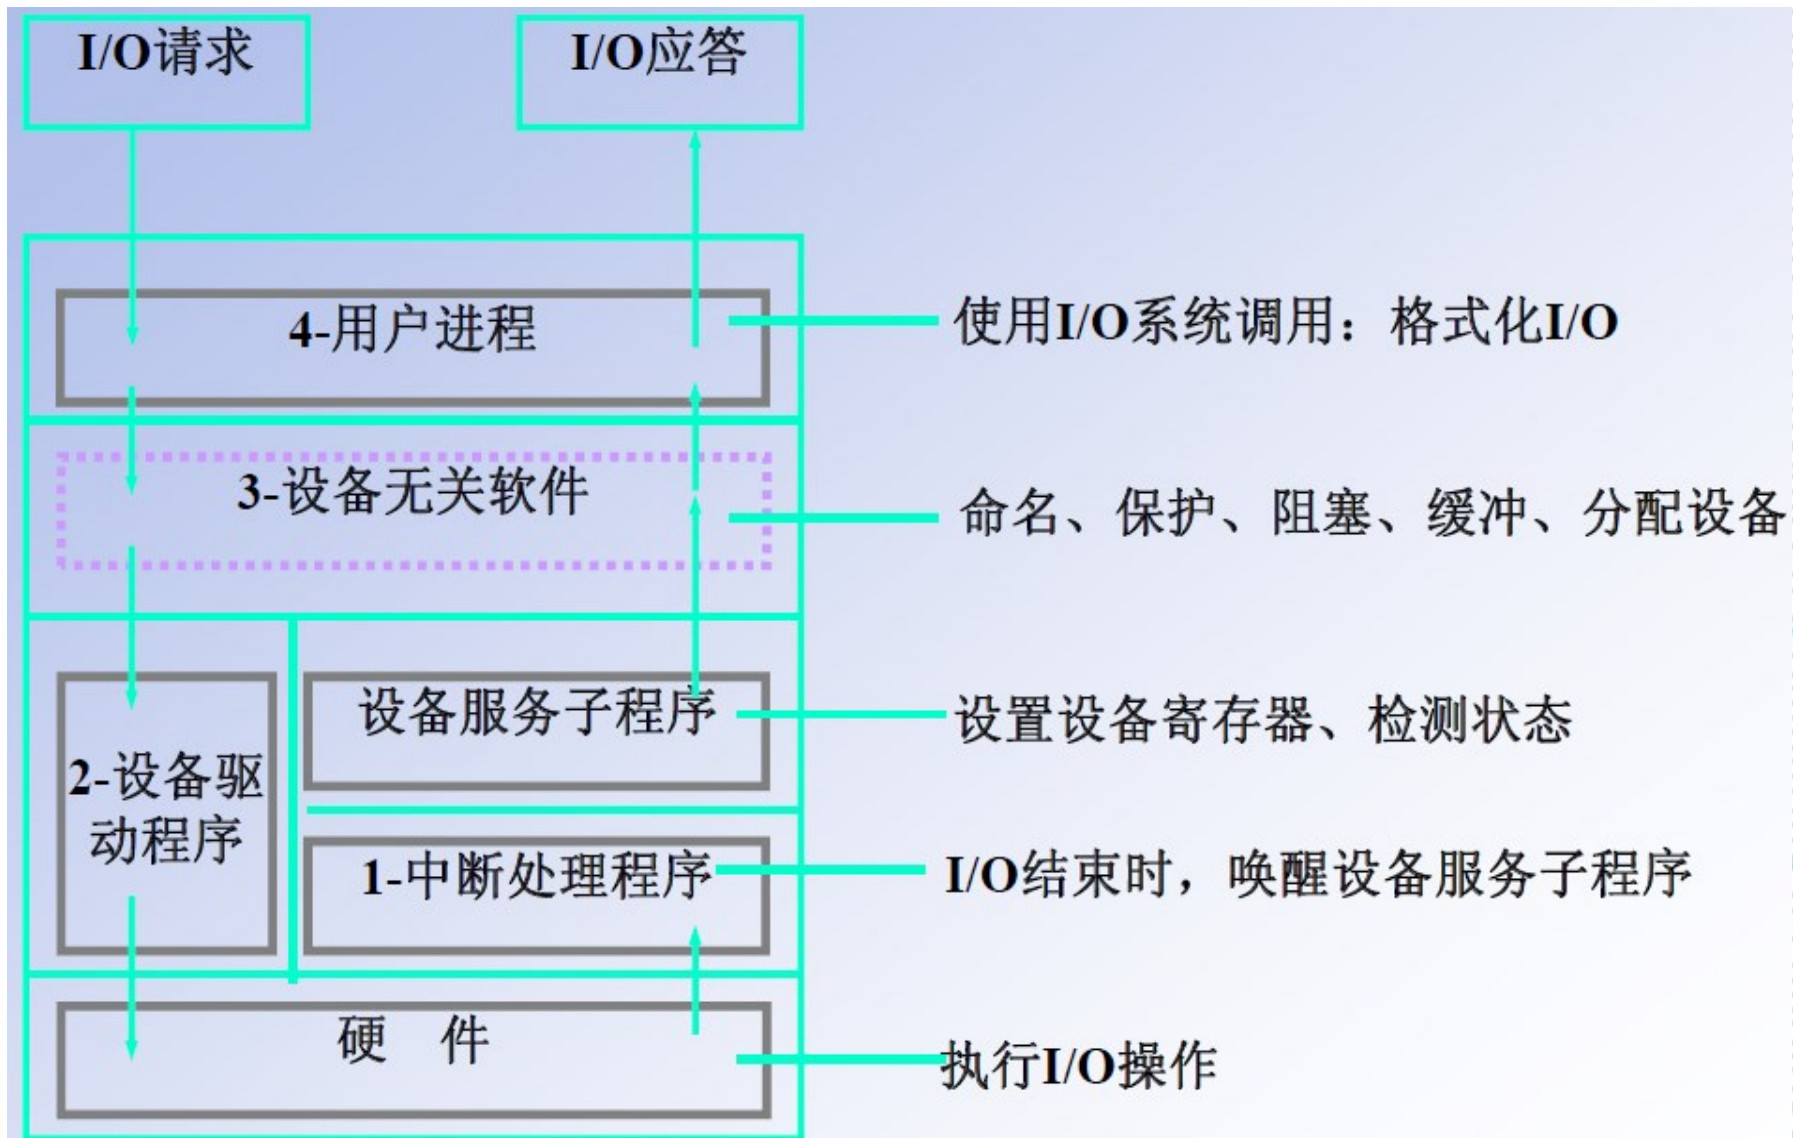 I/O请求
I/O应答
4-用户进程
使用I/O系统调用：格式化I/O
3-设备无关软件
命名、保护、阻塞、缓冲、分配设备
2-设备驱
动程序
设备服务子程序
设置设备寄存器、检测状态
1-中断处理程序
I/O结束时，唤醒设备服务子程序
硬 件
执行I/O操作